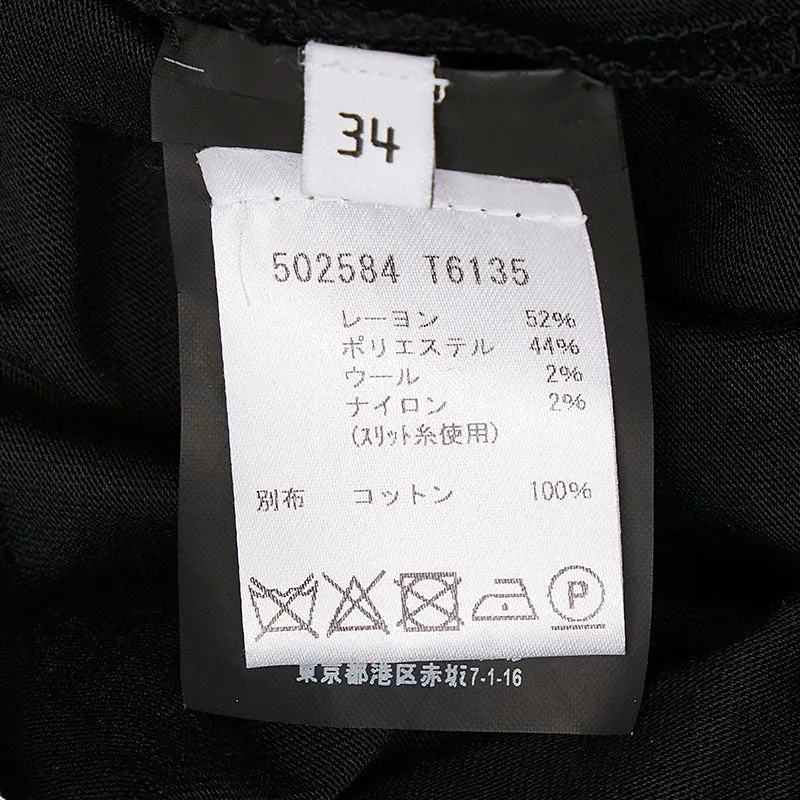 34
502584 T6135
レーヨン 52%
ポリエステル 44%
ウール 2%
ナイロン 2%
(スリット糸使用)
別布 コットン 100%
P
東京都港区赤坂7-1-16